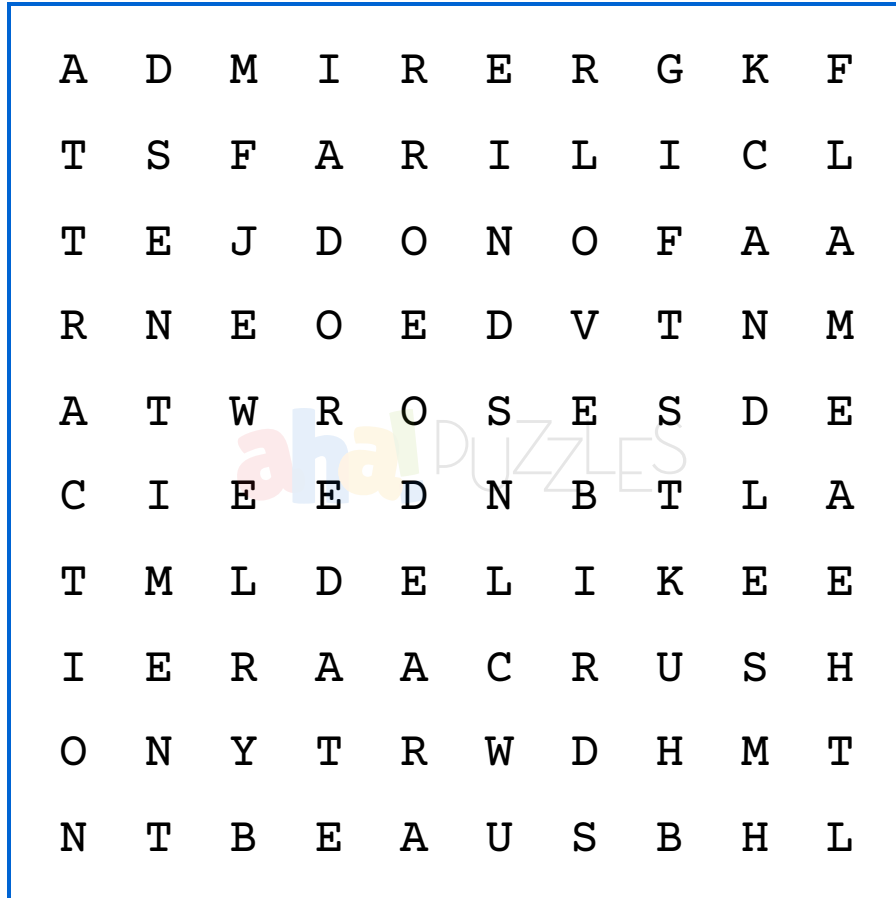 A D M I R E R G K F
T S F A R I L I C L
T E J D O N O F A A
R N E O E D V T N M
A T W R O S E S D E
C I E E D N B T L A
T M L D E L I K E E
I E R A A C R U S H
O N Y T R W D H M T
N T B E A U S B H L
aha! PUZZLES